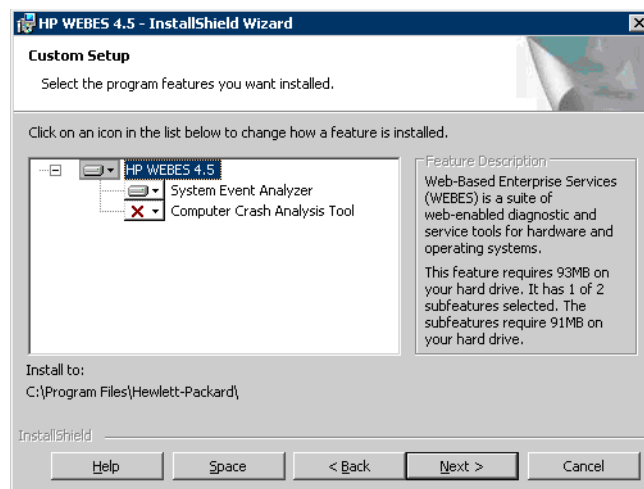 HP WEBES 4.5 - InstallShield Wizard
Custom Setup
Select the program features you want installed.
Click on an icon in the list below to change how a feature is installed.
HP WEBES 4.5
System Event Analyzer
Computer Crash Analysis Tool
Feature Description
Web-Based Enterprise Services
(WEBES) is a suite of
web-enabled diagnostic and
service tools for hardware and
operating systems.
This feature requires 93MB on
your hard drive. It has 1 of 2
subfeatures selected. The
subfeatures require 91MB on
your hard drive.
Install to:
C:\Program Files\Hewlett-Packard\
InstallShield
Help
Space
< Back
Next >
Cancel